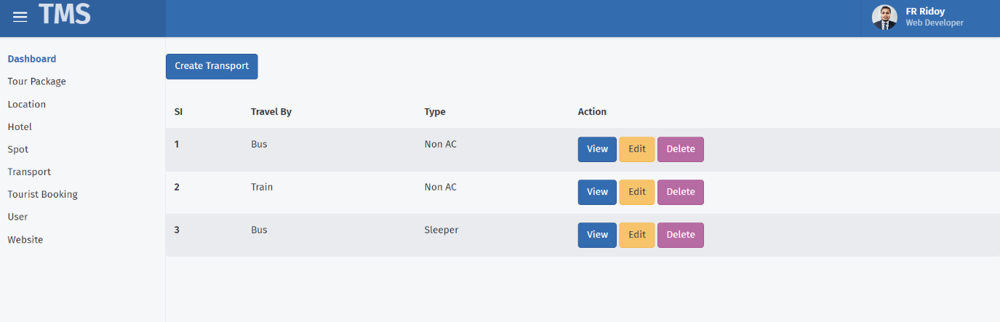 TMS
FR Ridoy
Web Developer
Dashboard
Tour Package
Location
Hotel
Spot
Transport
Tourist Booking
User
Website
Create Transport
SI Travel By Type Action
1 Bus Non AC View Edit Delete
2 Train Non AC View Edit Delete
3 Bus Sleeper View Edit Delete